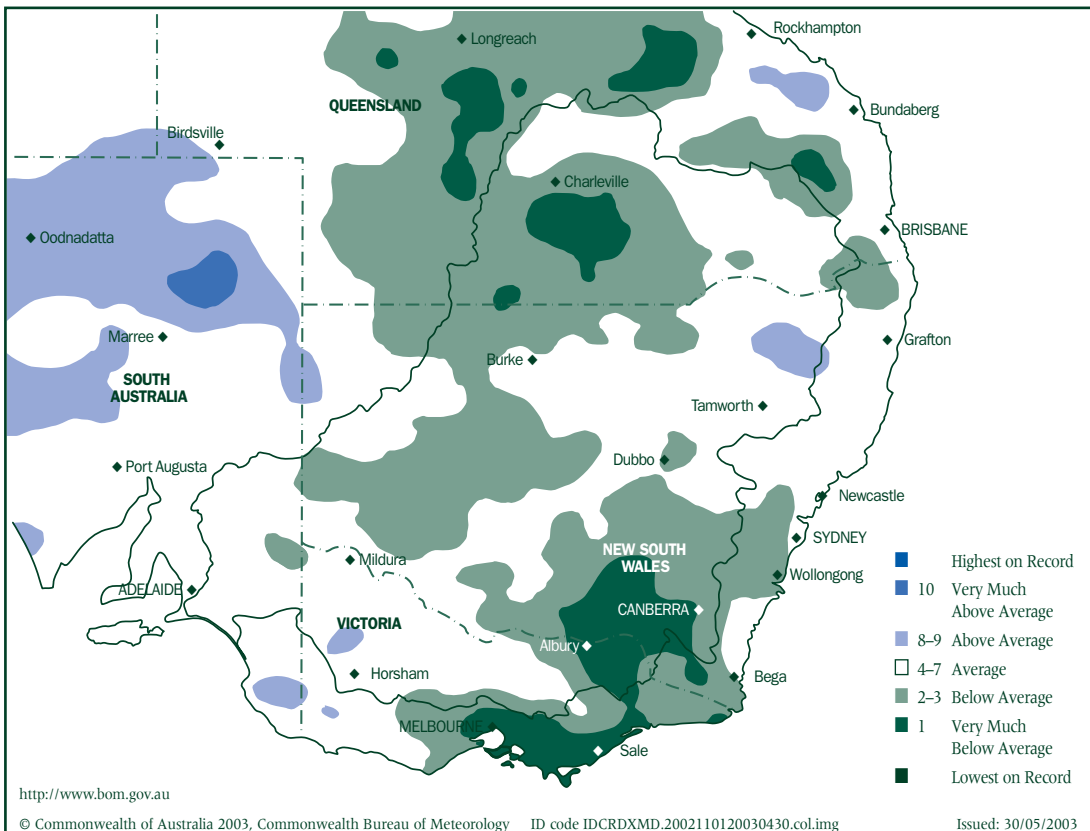 Rockhampton
Longreach
QUEENSLAND
Bundaberg
Birdsville
Charleville
Oodnadatta
BRISBANE
Marree
Grafton
Burke
SOUTH
AUSTRALIA
Tamworth
Dubbo
Port Augusta
Newcastle
SYDNEY
NEW SOUTH
WALES
Mildura
Wollongong
ADELAIDE
CANBERRA
VICTORIA
Albury
Horsham
Bega
MELBOURNE
Sale
Highest on Record
10 Very Much
Above Average
8–9 Above Average
4–7 Average
2–3 Below Average
1 Very Much
Below Average
Lowest on Record
http://www.bom.gov.au
© Commonwealth of Australia 2003, Commonwealth Bureau of Meteorology ID code IDCRDXMD.2002110120030430.col.img Issued: 30/05/2003